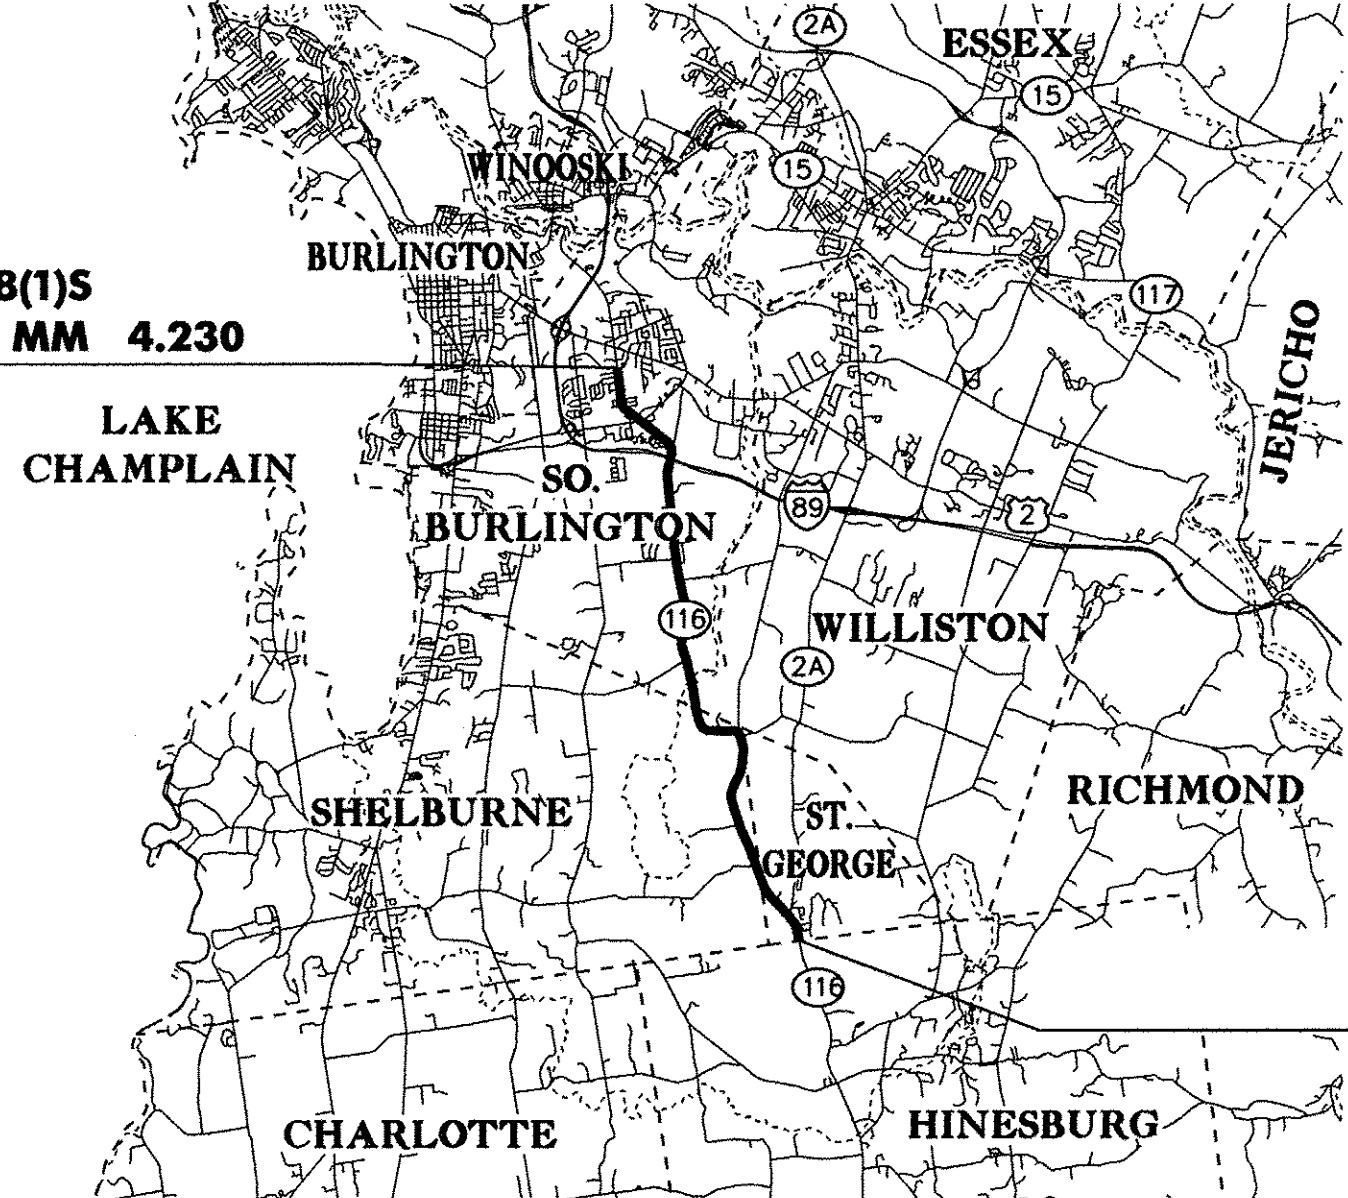 2A
ESSEX
15
WINOOSKI
15
BURLINGTON
8(1)S
MM 4.230
117
JERICHO
LAKE
CHAMPLAIN
SO.
BURLINGTON
89
2
116
WILLISTON
2A
SHELBURNE
ST.
GEORGE
RICHMOND
116
CHARLOTTE
HINESBURG